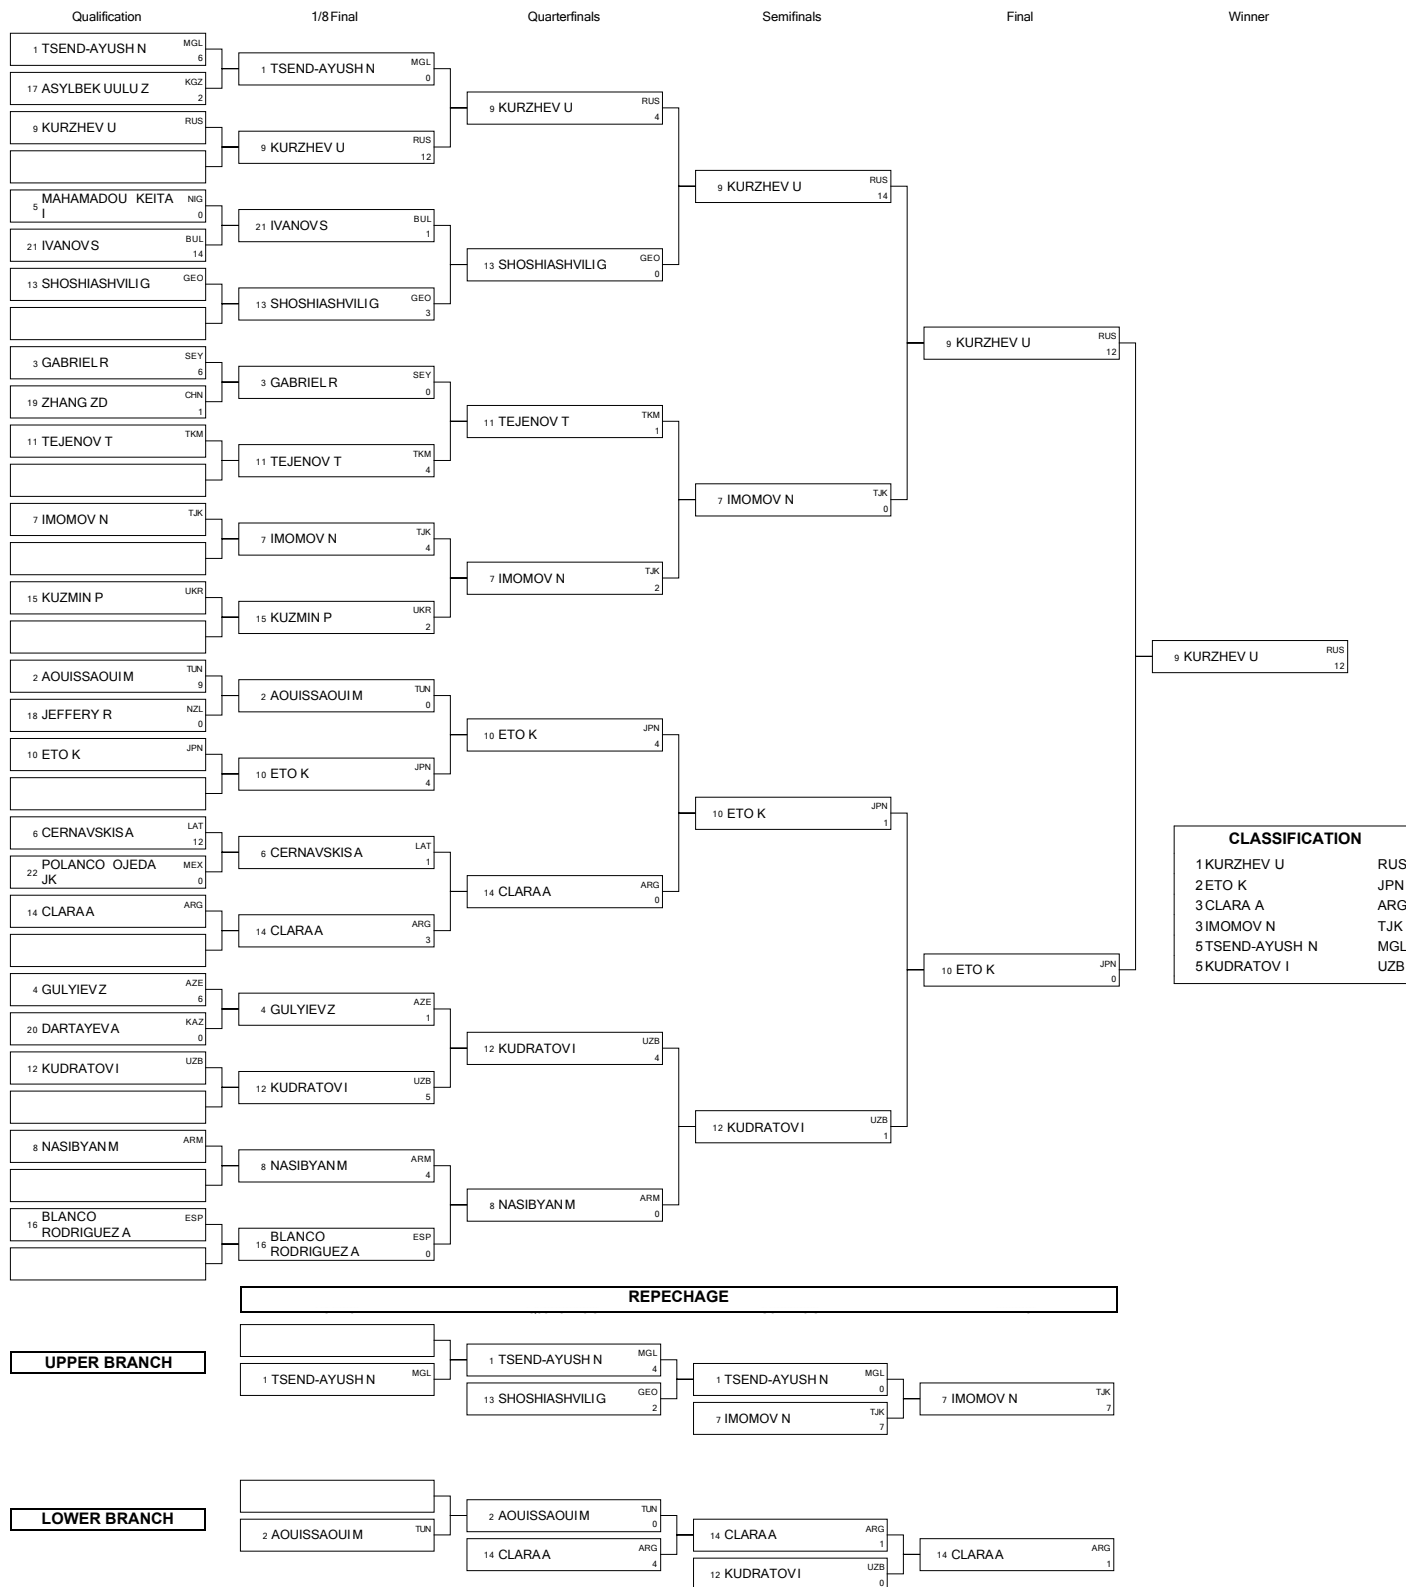 Qualification 1/8 Final Quarterfinals Semifinals Final Winner
1 TSEND-AYUSH N MGL 6
1 TSEND-AYUSH N MGL 0
17 ASYLBEK UULU Z KGZ 2
9 KURZHEV U RUS 4
9 KURZHEV U RUS
9 KURZHEV U RUS 12
9 KURZHEV U RUS 14
5 MAHAMADOU KEITA I NIG 0
21 IVANOV S BUL 1
21 IVANOV S BUL 14
13 SHOSHIASHVILI G GEO 0
13 SHOSHIASHVILI G GEO
13 SHOSHIASHVILI G GEO 3
9 KURZHEV U RUS 12
3 GABRIEL R SEY 6
3 GABRIEL R SEY 0
19 ZHANG ZD CHN 1
11 TEJENOV T TKM 1
11 TEJENOV T TKM
11 TEJENOV T TKM 4
7 IMOMOV N TJK 0
7 IMOMOV N TJK
7 IMOMOV N TJK 4
7 IMOMOV N TJK 2
15 KUZMIN P UKR
15 KUZMIN P UKR 2
9 KURZHEV U RUS 12
2 AOUISSAOUI M TUN 9
2 AOUISSAOUI M TUN 0
18 JEFFERY R NZL 0
10 ETO K JPN 4
10 ETO K JPN
10 ETO K JPN 4
10 ETO K JPN 1
6 CERNAVSKIS A LAT 12
6 CERNAVSKIS A LAT 1
22 POLANCO OJEDA JK MEX 0
14 CLARA A ARG 0
14 CLARA A ARG
14 CLARA A ARG 3
CLASSIFICATION
1 KURZHEV U RUS
2 ETO K JPN
3 CLARA A ARG
3 IMOMOV N TJK
5 TSEND-AYUSH N MGL
5 KUDRATOV I UZB
10 ETO K JPN 0
4 GULYIEV Z AZE 6
4 GULYIEV Z AZE 1
20 DARTAYEV A KAZ 0
12 KUDRATOV I UZB 4
12 KUDRATOV I UZB
12 KUDRATOV I UZB 5
12 KUDRATOV I UZB 1
8 NASIBYAN M ARM
8 NASIBYAN M ARM 4
8 NASIBYAN M ARM 0
16 BLANCO RODRIGUEZ A ESP
16 BLANCO RODRIGUEZ A ESP 0
REPECHAGE
UPPER BRANCH
1 TSEND-AYUSH N MGL
1 TSEND-AYUSH N MGL 4
13 SHOSHIASHVILI G GEO 2
1 TSEND-AYUSH N MGL 0
7 IMOMOV N TJK 7
7 IMOMOV N TJK 7
LOWER BRANCH
2 AOUISSAOUI M TUN
2 AOUISSAOUI M TUN 0
14 CLARA A ARG 4
14 CLARA A ARG 1
12 KUDRATOV I UZB 0
14 CLARA A ARG 1